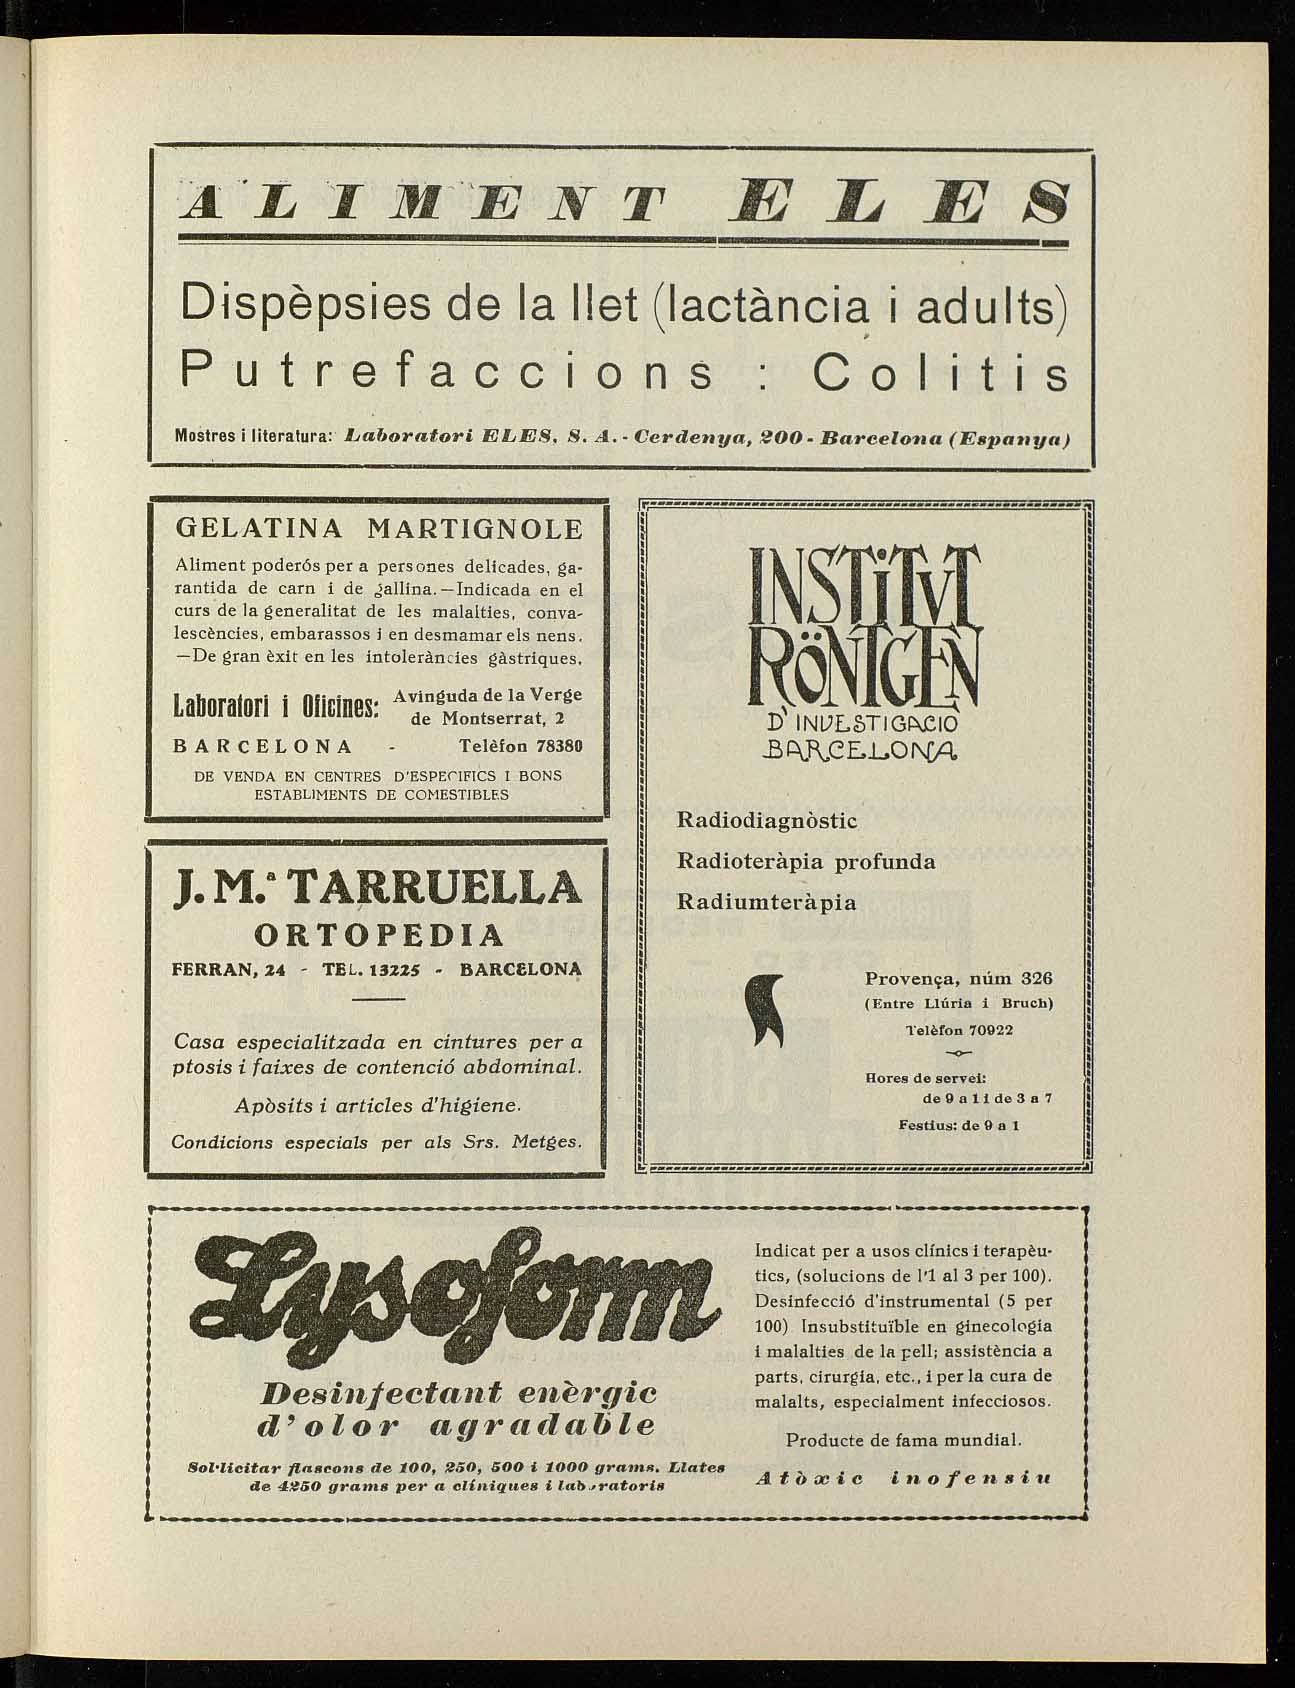 ALIMENT ELES
Dispèpsies de la llet (lactància i adults)
Putrefaccions : Colitis
Mostres i literatura: Laboratori ELES, S. A. - Cerdenya, 200 - Barcelona (Espanya)
GELATINA MARTIGNOLE
Aliment poderós per a persones delicades, ga-
rantida de carn i de gallina.—Indicada en el
curs de la generalitat de les malalties, conva-
lescències, embarassos i en desmamar els nens.
—De gran èxit en les intoleràncies gàstriques.
Laboratori i Oficines: Avinguda de la Verge
de Montserrat, 2
BARCELONA - Telèfon 78380
DE VENDA EN CENTRES D'ESPECIFICS I BONS
ESTABLIMENTS DE COMESTIBLES
J. M.ª TARRUELLA
ORTOPEDIA
FERRAN, 24 - TEL. 13225 - BARCELONA
Casa especialitzada en cintures per a
ptosis i faixes de contenció abdominal.
Apòsits i articles d'higiene.
Condicions especials per als Srs. Metges.
INSTiTVT
RÖNTGEN
D'INVESTIGACIO
BARCELONA
Radiodiagnòstic
Radioteràpia profunda
Radiumteràpia
Provença, núm 326
(Entre Llúria i Bruch)
Telèfon 70922
Hores de servei:
de 9 a 1 i de 3 a 7
Festius: de 9 a 1
Lysoform
Desinfectant enèrgic
d'olor agradable
Sol·licitar flascons de 100, 250, 500 i 1000 grams. Llates
de 4250 grams per a clíniques i laboratoris
Indicat per a usos clínics i terapèu-
tics, (solucions de l'1 al 3 per 100).
Desinfecció d'instrumental (5 per
100) Insubstituïble en ginecologia
i malalties de la pell; assistència a
parts, cirurgia, etc., i per la cura de
malalts, especialment infecciosos.
Producte de fama mundial.
Atòxic inofensiu